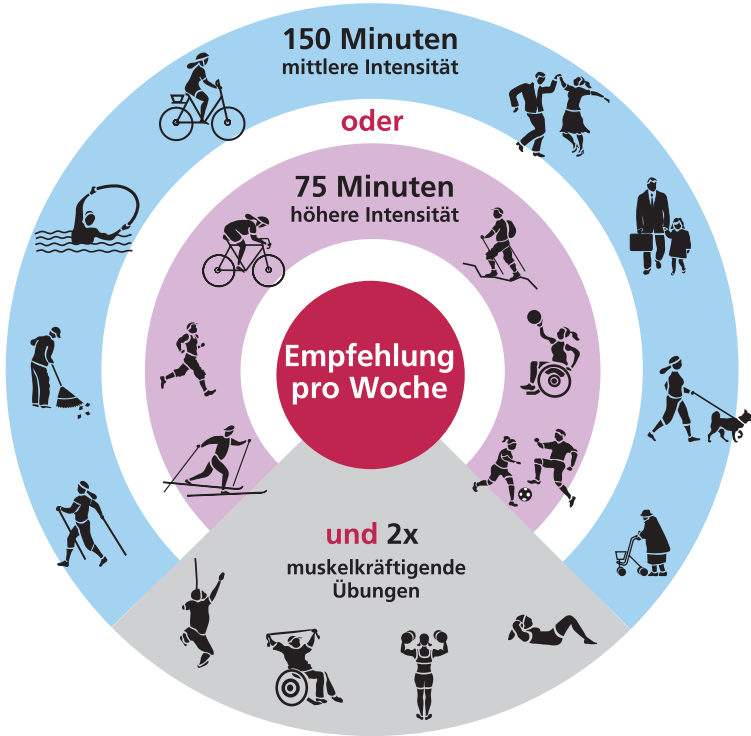 150 Minuten
mittlere Intensität
oder
75 Minuten
höhere Intensität
Empfehlung
pro Woche
und 2x
muskelkräftigende
Übungen